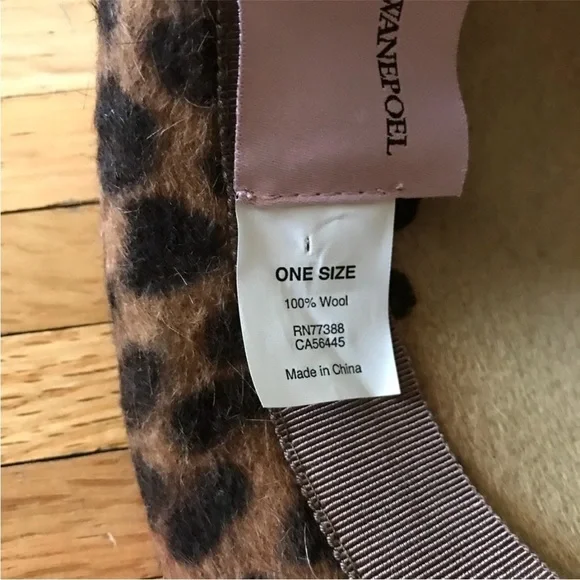 WANEPOEL
ONE SIZE
100% Wool
RN77388
CA56445
Made in China